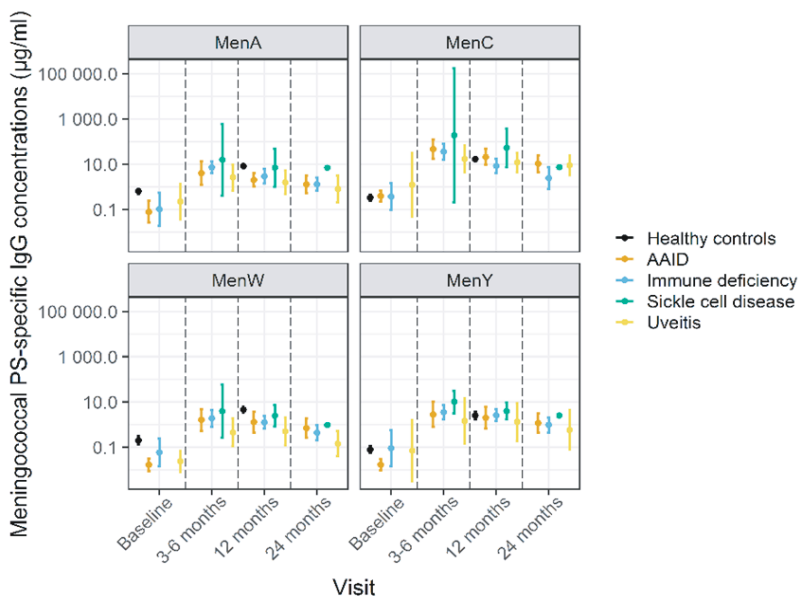 Meningococcal PS-specific IgG concentrations (µg/ml)
MenA
MenC
100 000.0
1 000.0
10.0
0.1
MenW
MenY
100 000.0
1 000.0
10.0
0.1
Baseline
3-6 months
12 months
24 months
Baseline
3-6 months
12 months
24 months
Visit
Healthy controls
AAID
Immune deficiency
Sickle cell disease
Uveitis